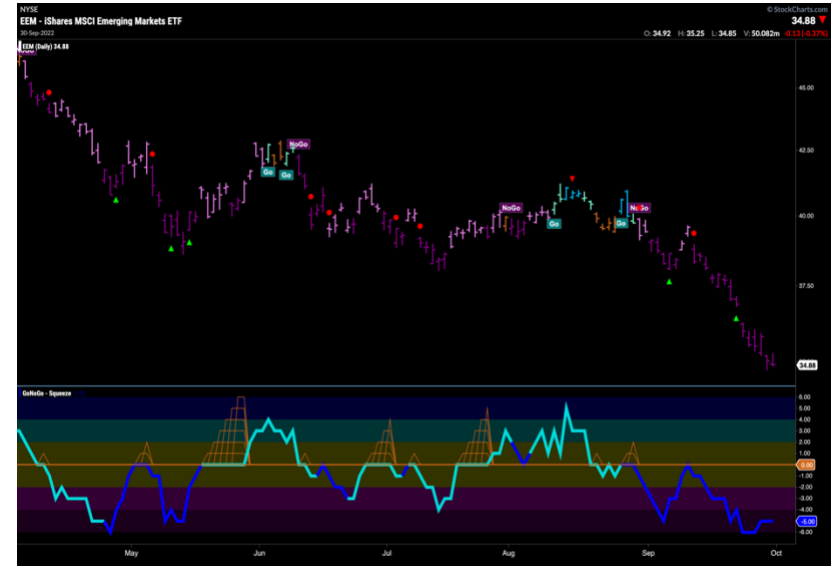 NYSE © StockCharts.com
EEM - iShares MSCI Emerging Markets ETF 34.88
30-Sep-2022 O: 34.92 H: 35.25 L: 34.85 V: 50.082m -0.13 (-0.37%)
EEM (Daily) 34.88
NoGo
45.00
NoGo
42.50
Go Go
NoGo NoGo
40.00
Go Go
37.50
34.88
GoNoGo - Squeeze
6.00
5.00
4.00
3.00
2.00
1.00
0.00
-1.00
-2.00
-3.00
-4.00
-5.00
-6.00
May Jun Jul Aug Sep Oct